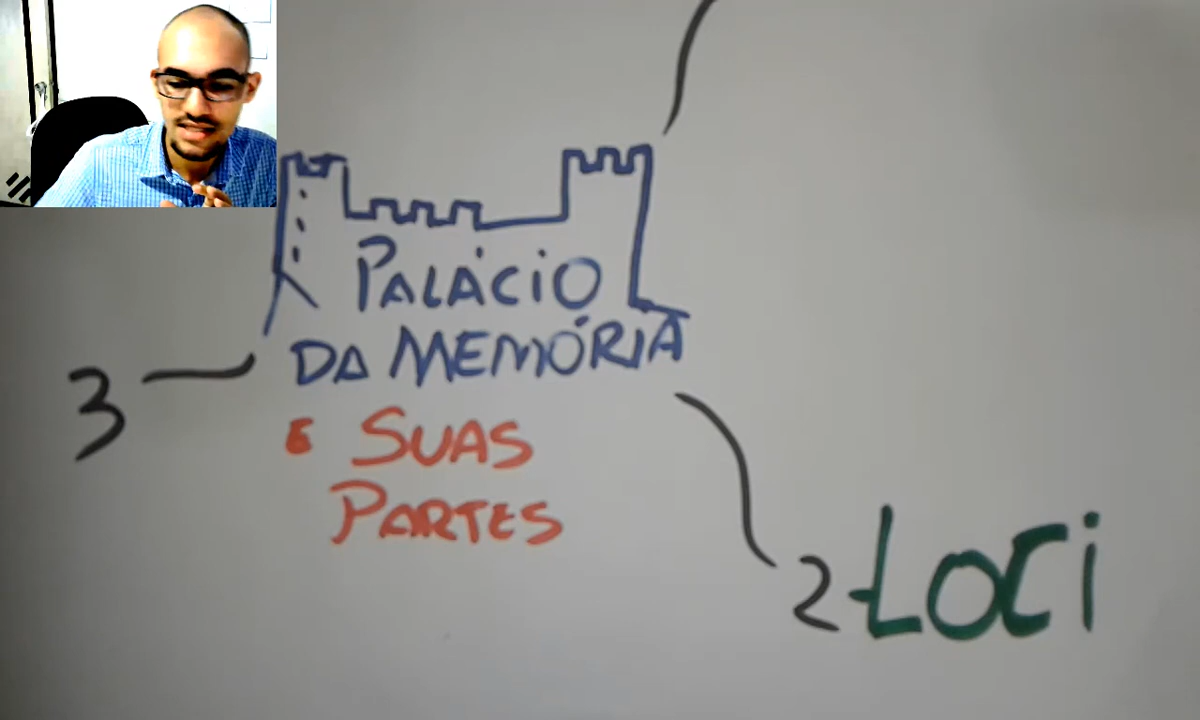 PALÁCIO
DA MEMÓRIA
E SUAS
PARTES
3
2-LOCI